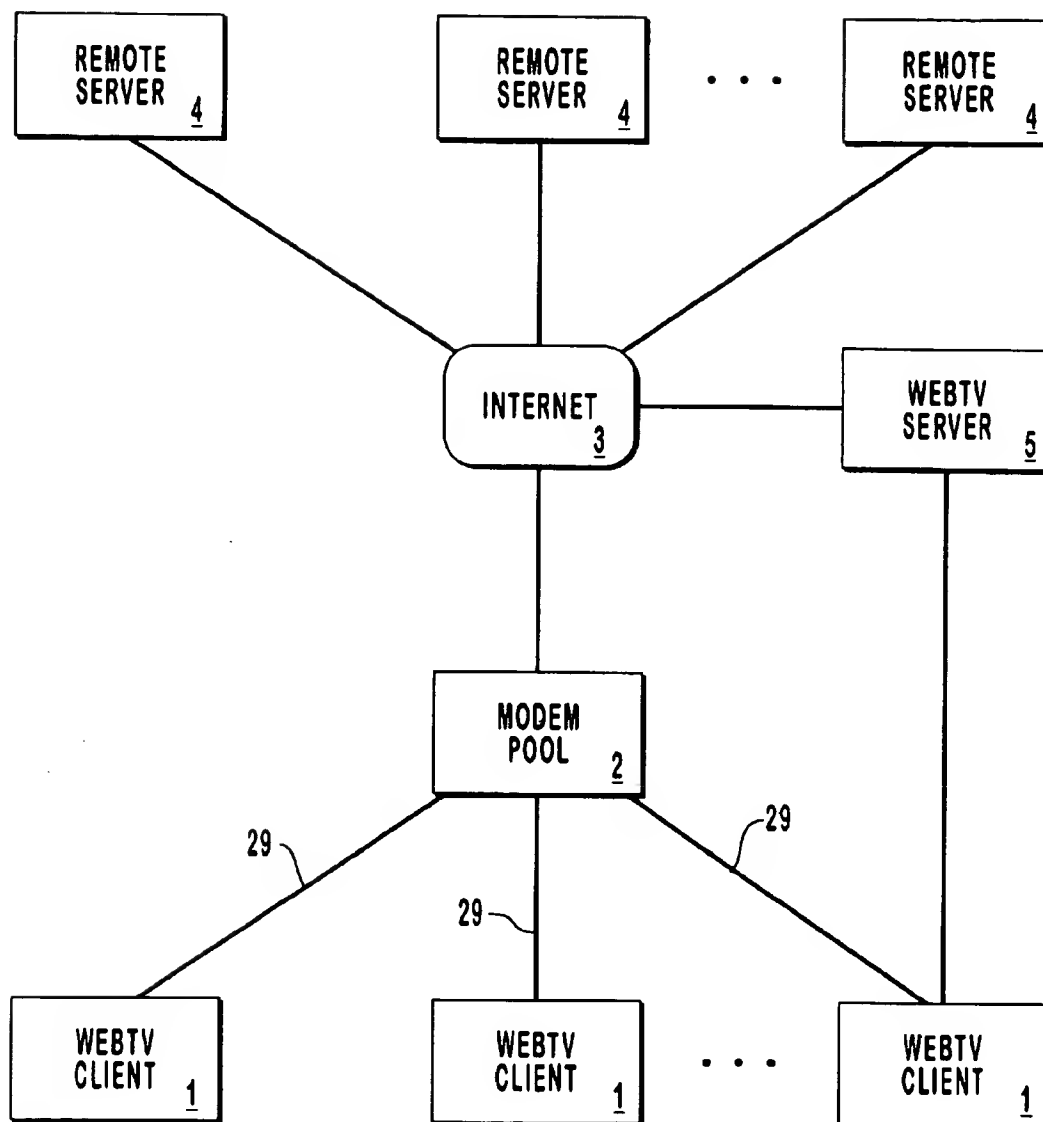 REMOTE
SERVER
4
REMOTE
SERVER
4
. . .
REMOTE
SERVER
4
INTERNET
3
WEBTV
SERVER
5
MODEM
POOL
2
29
29
29
WEBTV
CLIENT
1
WEBTV
CLIENT
1
. . .
WEBTV
CLIENT
1